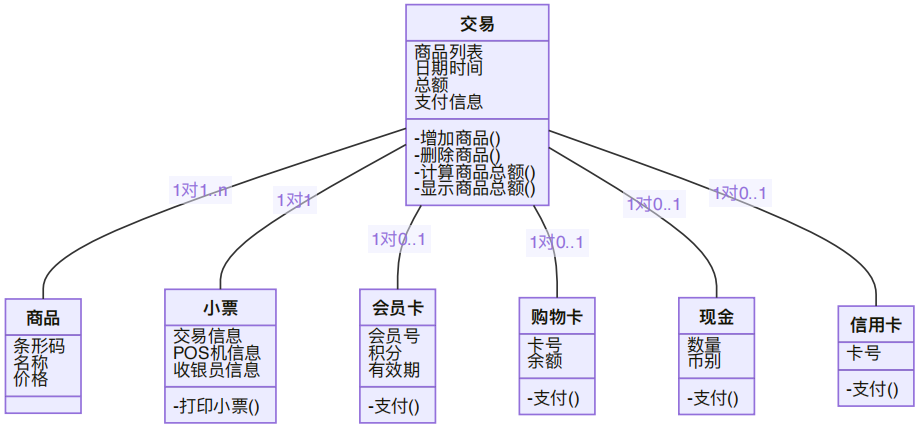 交易
商品列表
日期时间
总额
支付信息
-增加商品()
-删除商品()
-计算商品总额()
-显示商品总额()
1对1..n
1对1
1对0..1
1对0..1
1对0..1
1对0..1
商品
条形码
名称
价格
小票
交易信息
POS机信息
收银员信息
-打印小票()
会员卡
会员号
积分
有效期
-支付()
购物卡
卡号
余额
-支付()
现金
数量
币别
-支付()
信用卡
卡号
-支付()